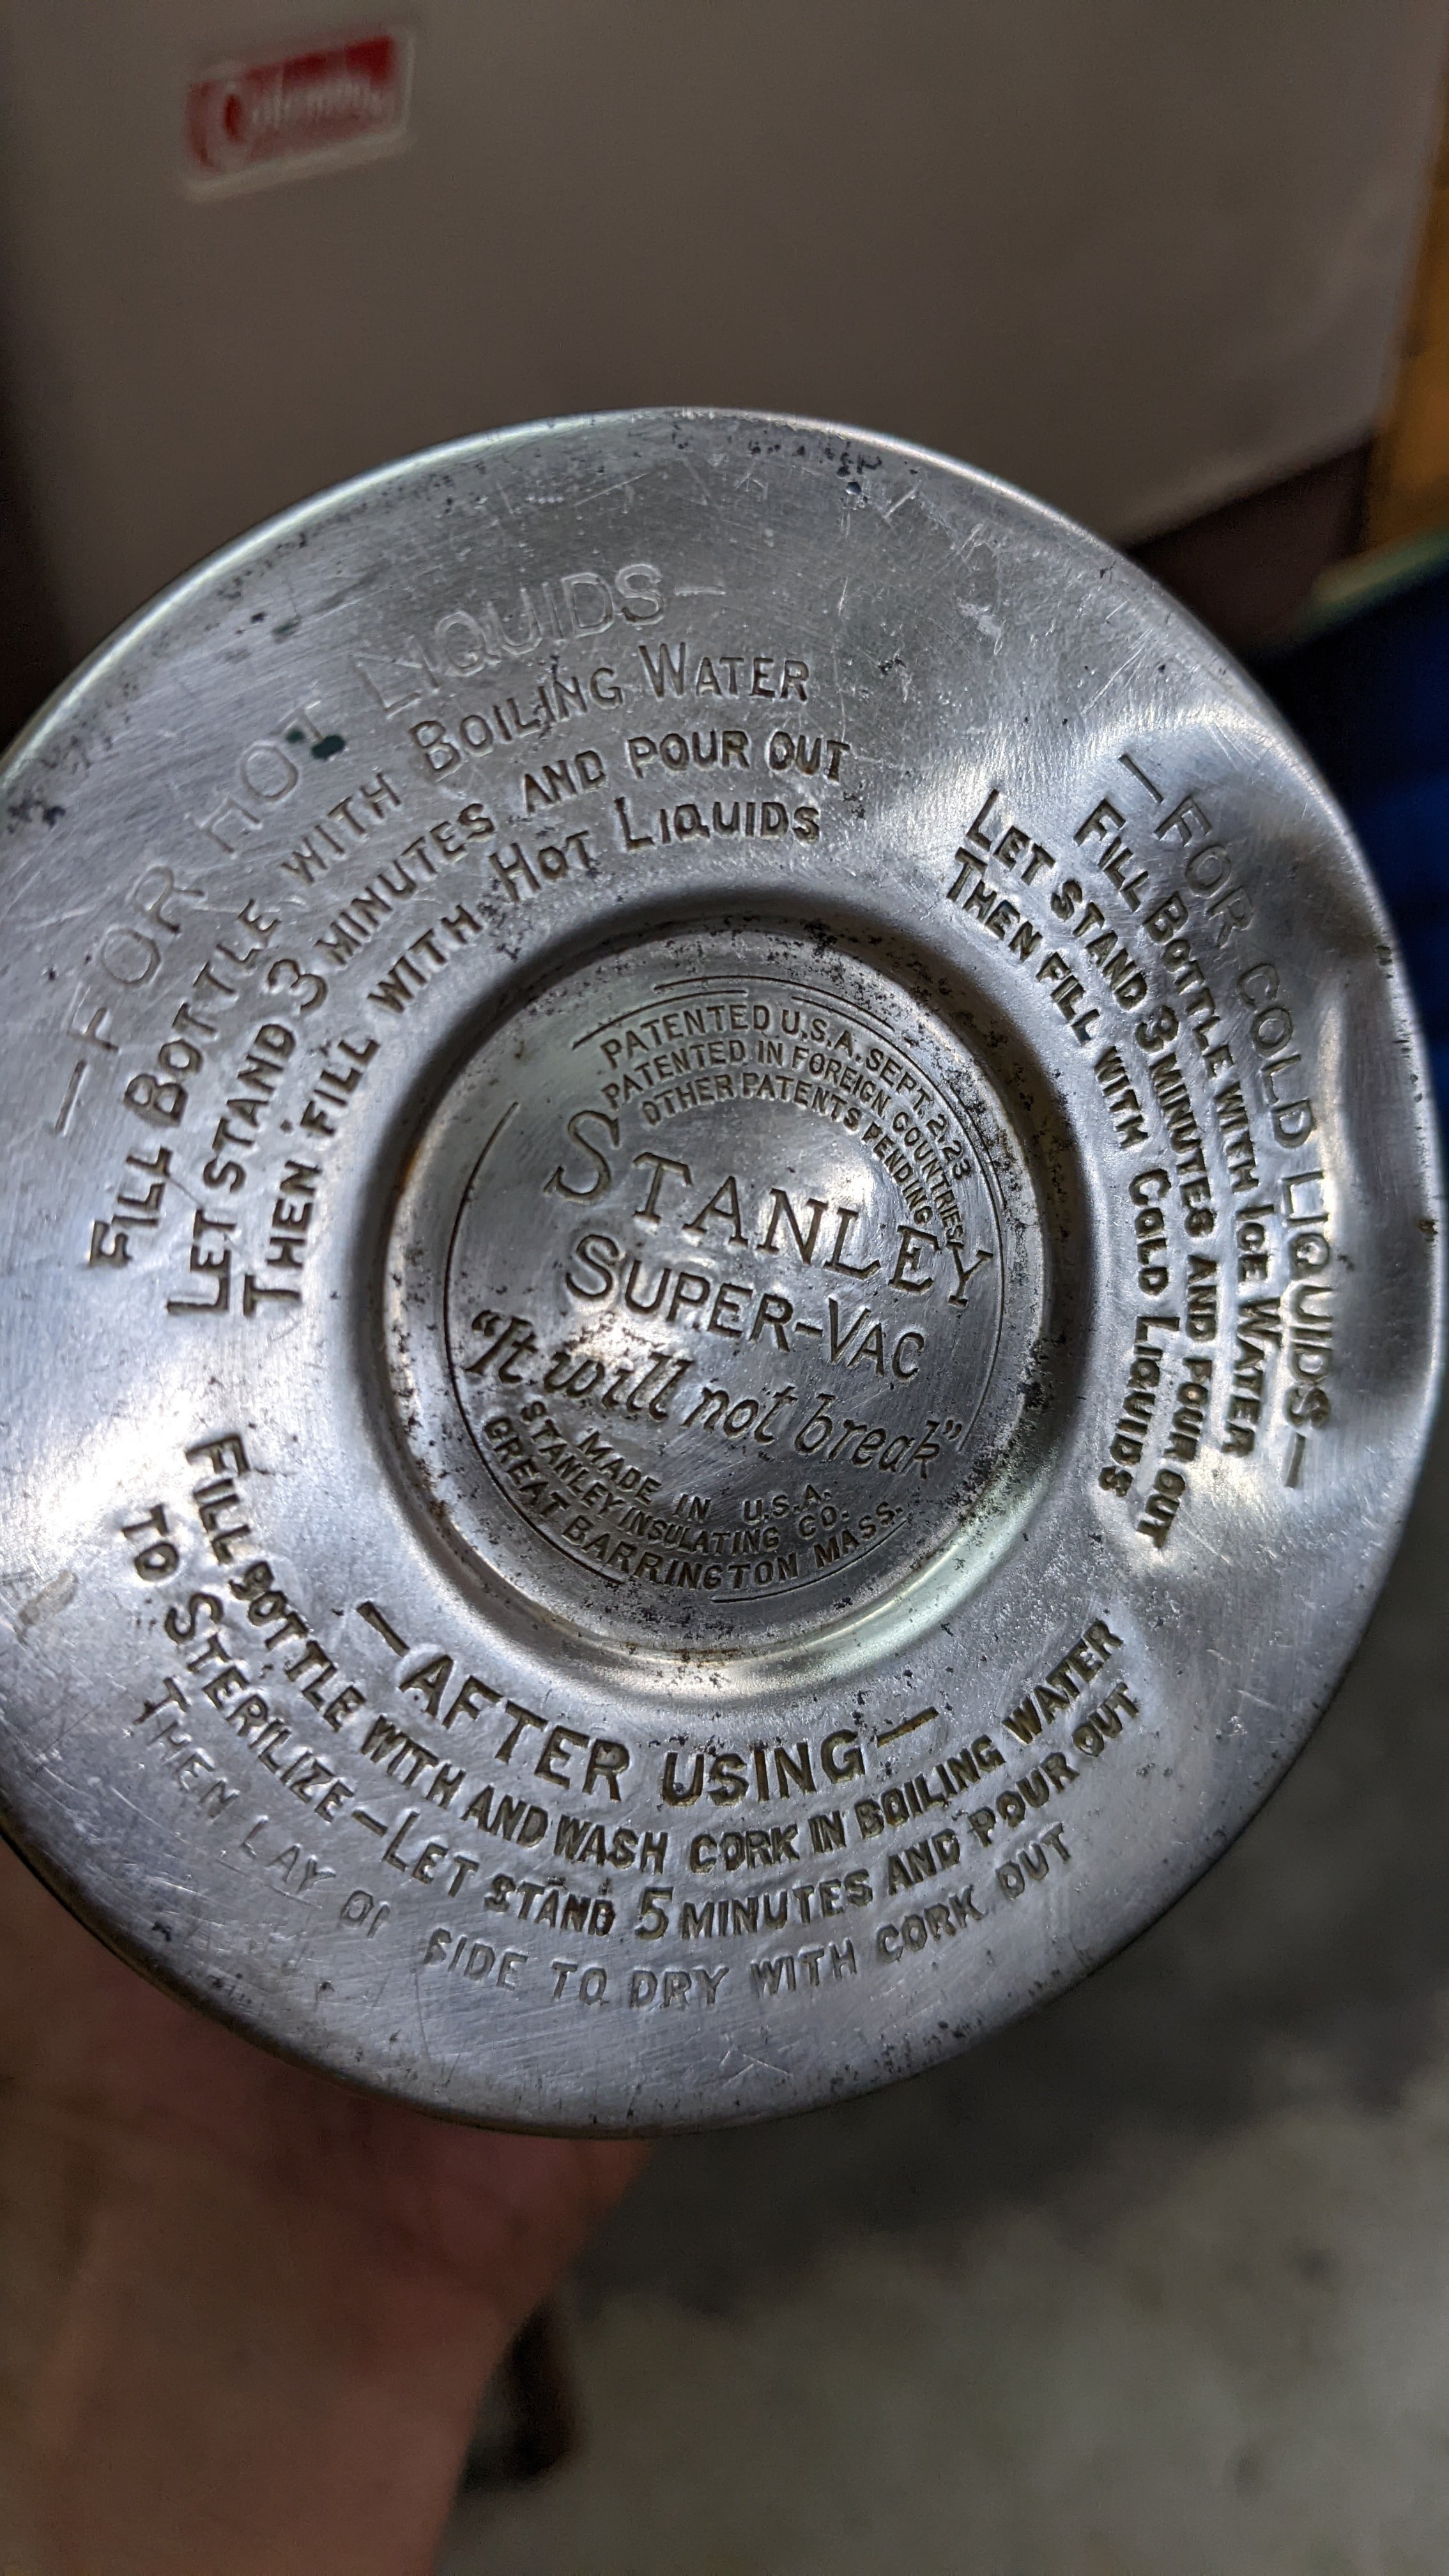 Coleman
—FOR HOT LIQUIDS—
FILL BOTTLE WITH BOILING WATER
LET STAND 3 MINUTES AND POUR OUT
THEN FILL WITH HOT LIQUIDS
—FOR COLD LIQUIDS—
FILL BOTTLE WITH ICE WATER
LET STAND 3 MINUTES AND POUR OUT
THEN FILL WITH COLD LIQUIDS
PATENTED U.S.A. SEPT. 2,23
PATENTED IN FOREIGN COUNTRIES
OTHER PATENTS PENDING
STANLEY
SUPER-VAC
"It will not break"
MADE IN U.S.A.
STANLEY INSULATING CO.
GREAT BARRINGTON MASS.
—AFTER USING—
FILL BOTTLE WITH AND WASH CORK IN BOILING WATER
TO STERILIZE—LET STAND 5 MINUTES AND POUR OUT
THEN LAY ON SIDE TO DRY WITH CORK OUT